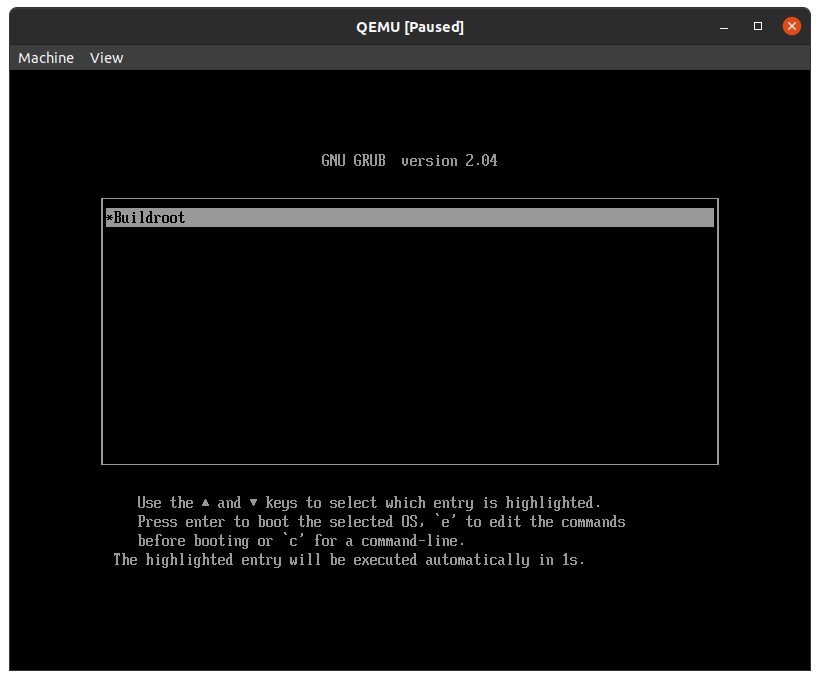 QEMU [Paused]
Machine View
GNU GRUB version 2.04
*Buildroot
Use the ▲ and ▼ keys to select which entry is highlighted.
Press enter to boot the selected OS, `e' to edit the commands
before booting or `c' for a command-line.
The highlighted entry will be executed automatically in 1s.